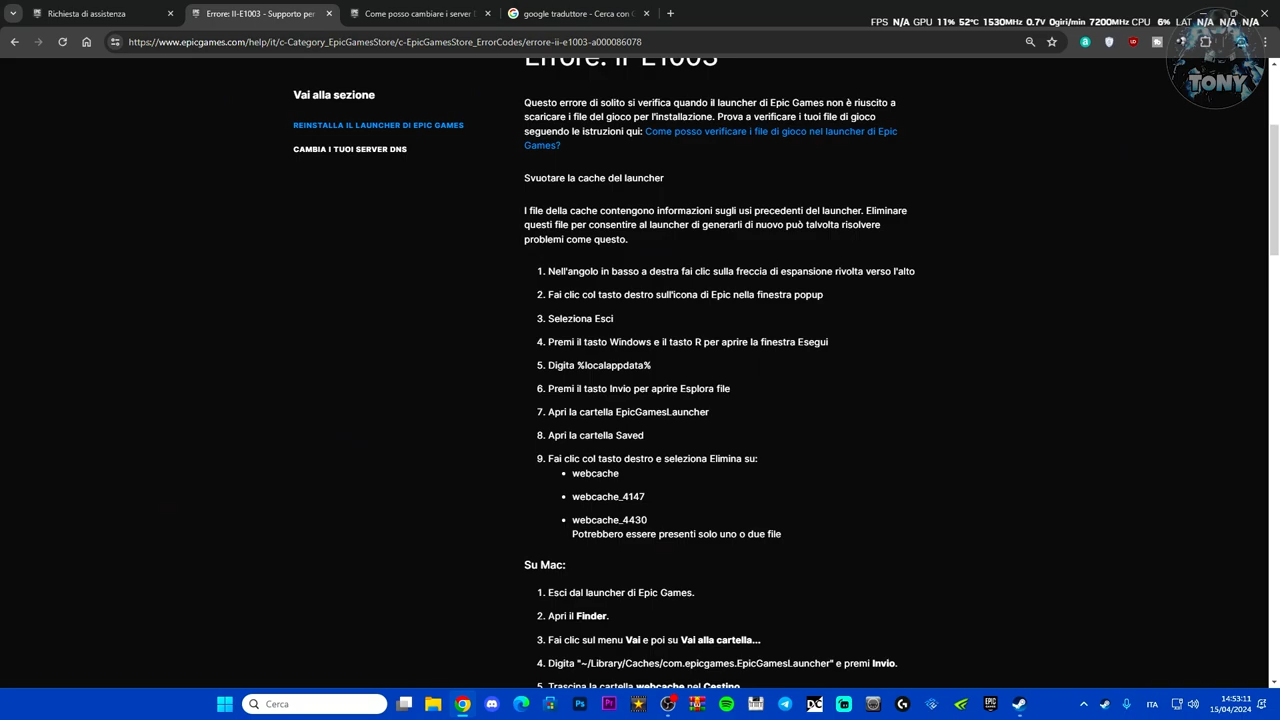 Richiesta di assistenza
Errore: II-E1003 - Supporto per
Come posso cambiare i server D
google traduttore - Cerca con G
FPS N/A GPU 11% 52°C 1530MHz 0.7V 0giri/min 7200MHz CPU 6% LAT N/A N/A N/A
https://www.epicgames.com/help/it/c-Category_EpicGamesStore/c-EpicGamesStore_ErrorCodes/errore-ii-e1003-a000086078
TONY
Errore: II-E1003
Vai alla sezione
REINSTALLA IL LAUNCHER DI EPIC GAMES
CAMBIA I TUOI SERVER DNS
Questo errore di solito si verifica quando il launcher di Epic Games non è riuscito a
scaricare i file del gioco per l'installazione. Prova a verificare i tuoi file di gioco
seguendo le istruzioni qui: Come posso verificare i file di gioco nel launcher di Epic
Games?
Svuotare la cache del launcher
I file della cache contengono informazioni sugli usi precedenti del launcher. Eliminare
questi file per consentire al launcher di generarli di nuovo può talvolta risolvere
problemi come questo.
1. Nell'angolo in basso a destra fai clic sulla freccia di espansione rivolta verso l'alto
2. Fai clic col tasto destro sull'icona di Epic nella finestra popup
3. Seleziona Esci
4. Premi il tasto Windows e il tasto R per aprire la finestra Esegui
5. Digita %localappdata%
6. Premi il tasto Invio per aprire Esplora file
7. Apri la cartella EpicGamesLauncher
8. Apri la cartella Saved
9. Fai clic col tasto destro e seleziona Elimina su:
• webcache
• webcache_4147
• webcache_4430
Potrebbero essere presenti solo uno o due file
Su Mac:
1. Esci dal launcher di Epic Games.
2. Apri il Finder.
3. Fai clic sul menu Vai e poi su Vai alla cartella...
4. Digita "~/Library/Caches/com.epicgames.EpicGamesLauncher" e premi Invio.
5. Trascina la cartella webcache nel Cestino.
Cerca
ITA
14:53:11
15/04/2024